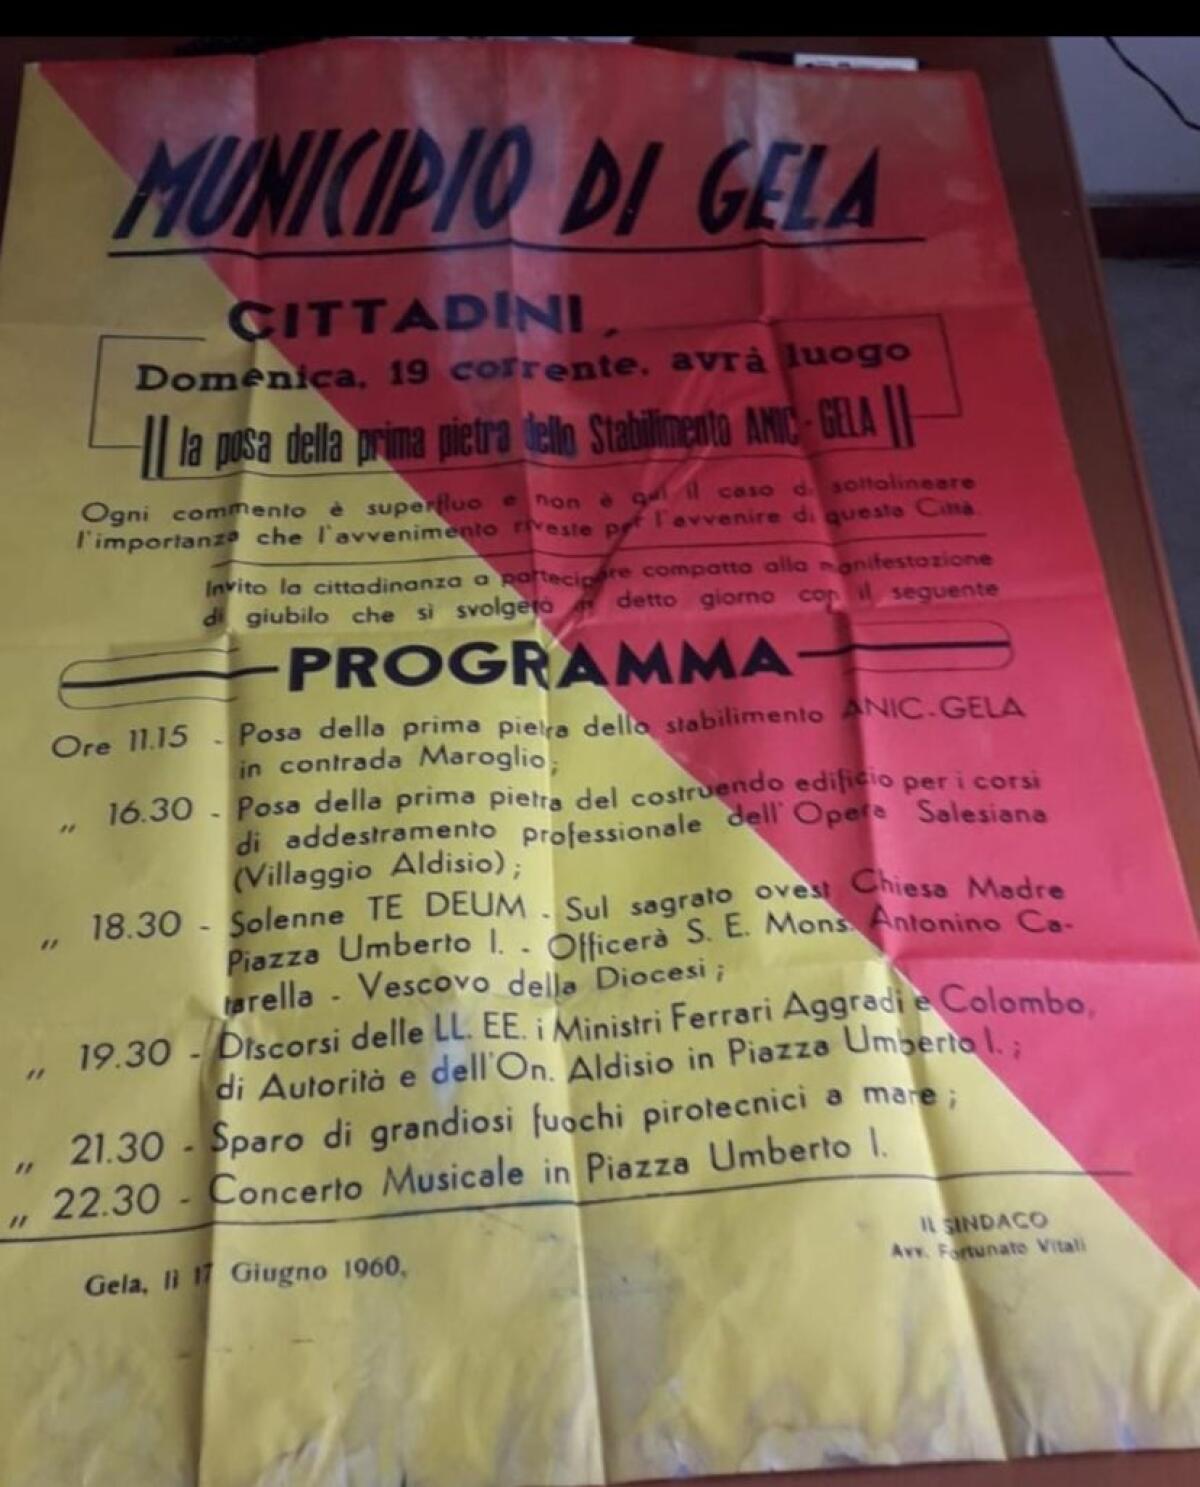 MUNICIPIO DI GELA
CITTADINI,
Domenica, 19 corrente, avrà luogo
la posa della prima pietra dello Stabilimento ANIC-GELA
Ogni commento è superfluo e non è qui il caso di sottolineare
l'importanza che l'avvenimento riveste per l'avvenire di questa Città.
Invito la cittadinanza a partecipare compatta alla manifestazione
di giubilo che si svolgerà in detto giorno con il seguente
PROGRAMMA
Ore 11.15 - Posa della prima pietra dello stabilimento ANIC-GELA
in contrada Maroglio;
„ 16.30 - Posa della prima pietra del costruendo edificio per i corsi
di addestramento professionale dell'Opera Salesiana
(Villaggio Aldisio);
„ 18.30 - Solenne TE DEUM - Sul sagrato ovest Chiesa Madre
Piazza Umberto I. - Officerà S. E. Mons. Antonino Ca-
tarella - Vescovo della Diocesi;
„ 19.30 - Discorsi delle LL. EE. i Ministri Ferrari Aggradi e Colombo,
di Autorità e dell'On. Aldisio in Piazza Umberto I.;
„ 21.30 - Sparo di grandiosi fuochi pirotecnici a mare;
„ 22.30 - Concerto Musicale in Piazza Umberto I.
Gela, lì 17 Giugno 1960,
IL SINDACO
Avv. Fortunato Vitali